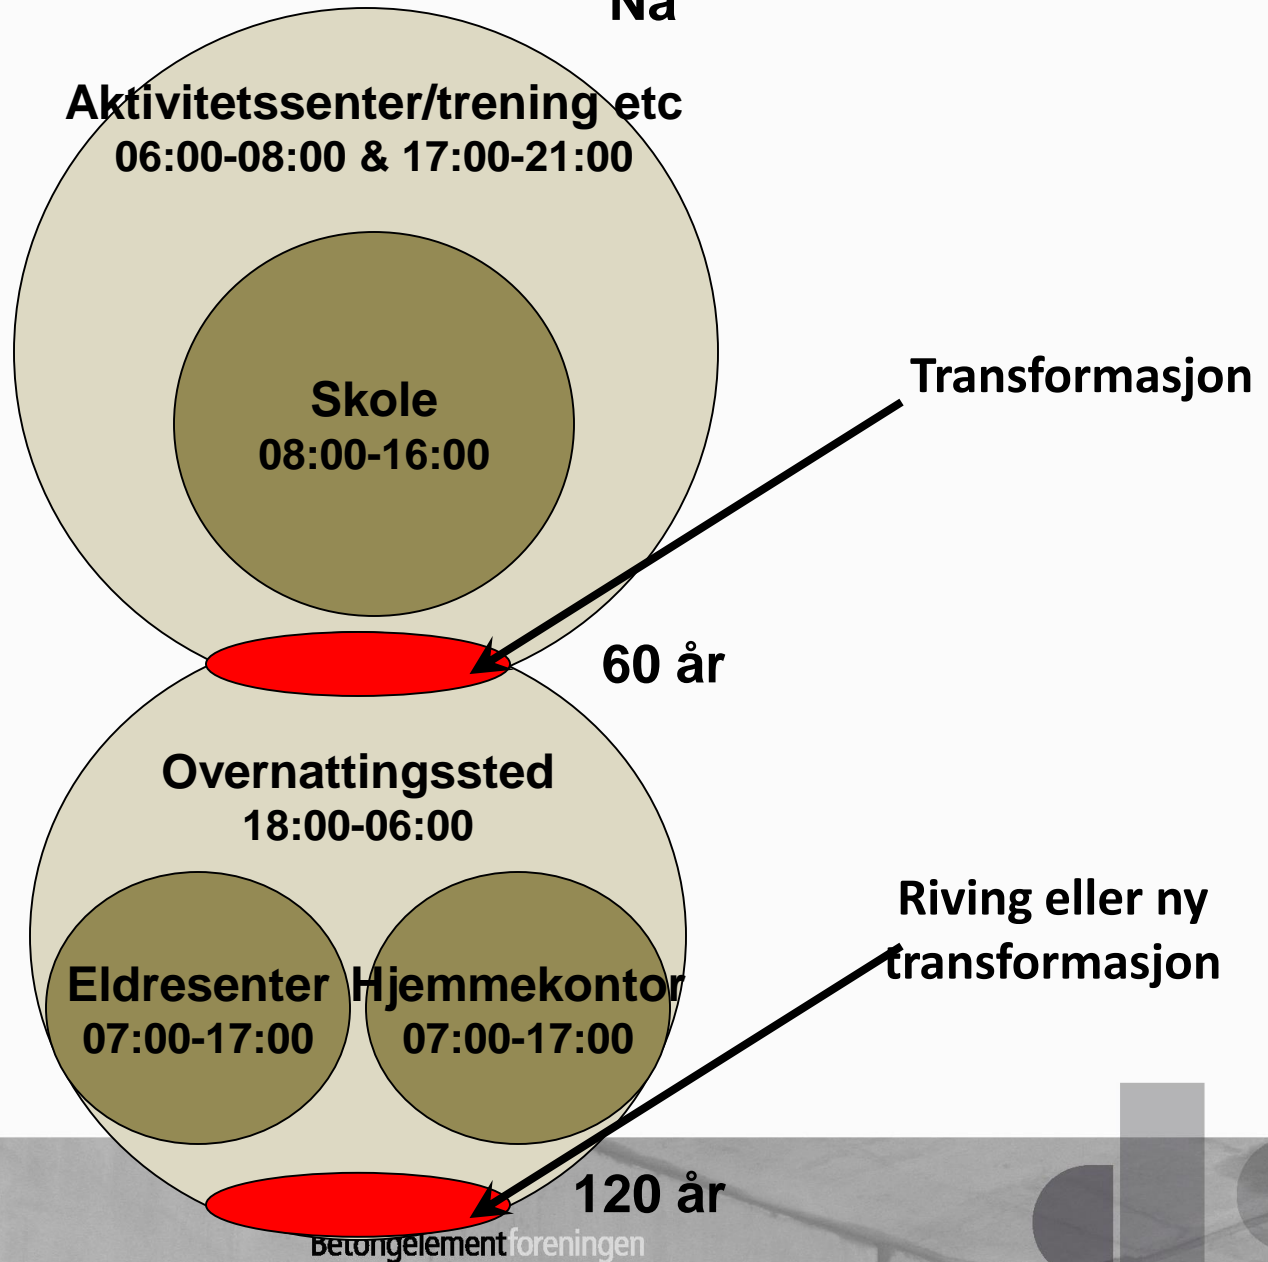 Nå
Aktivitetssenter/trening etc
06:00-08:00 & 17:00-21:00
Skole
08:00-16:00
Transformasjon
60 år
Overnattingssted
18:00-06:00
Riving eller ny
transformasjon
Eldresenter
07:00-17:00
Hjemmekontor
07:00-17:00
120 år
Betongelementforeningen